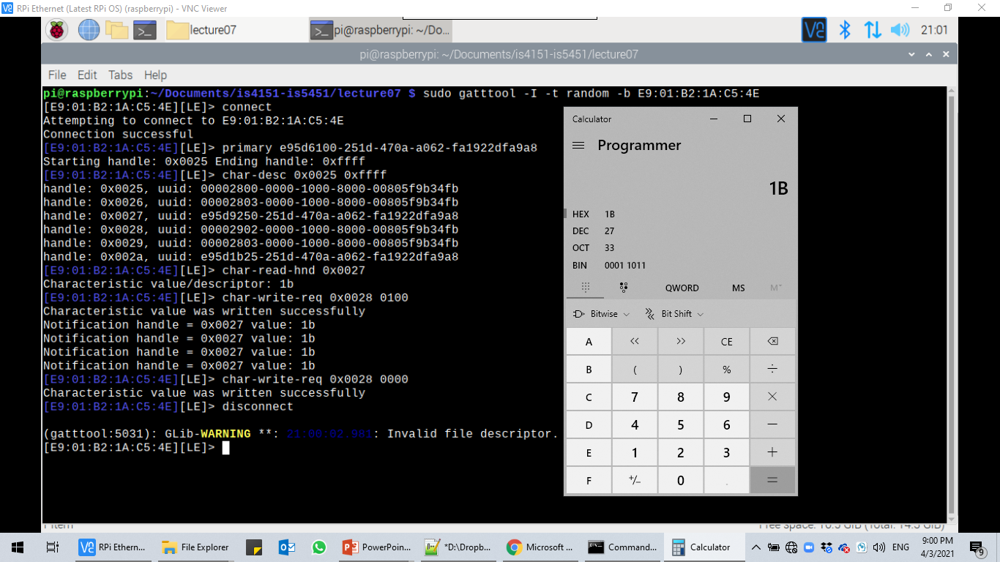 RPi Ethernet (Latest RPi OS) (raspberrypi) - VNC Viewer
lecture07
pi@raspberrypi: ~/Do...
21:01
pi@raspberrypi: ~/Documents/is4151-is5451/lecture07
File Edit Tabs Help
pi@raspberrypi:~/Documents/is4151-is5451/lecture07 $ sudo gatttool -I -t random -b E9:01:B2:1A:C5:4E
[E9:01:B2:1A:C5:4E][LE]> connect
Attempting to connect to E9:01:B2:1A:C5:4E
Connection successful
[E9:01:B2:1A:C5:4E][LE]> primary e95d6100-251d-470a-a062-fa1922dfa9a8
Starting handle: 0x0025 Ending handle: 0xffff
[E9:01:B2:1A:C5:4E][LE]> char-desc 0x0025 0xffff
handle: 0x0025, uuid: 00002800-0000-1000-8000-00805f9b34fb
handle: 0x0026, uuid: 00002803-0000-1000-8000-00805f9b34fb
handle: 0x0027, uuid: e95d9250-251d-470a-a062-fa1922dfa9a8
handle: 0x0028, uuid: 00002902-0000-1000-8000-00805f9b34fb
handle: 0x0029, uuid: 00002803-0000-1000-8000-00805f9b34fb
handle: 0x002a, uuid: e95d1b25-251d-470a-a062-fa1922dfa9a8
[E9:01:B2:1A:C5:4E][LE]> char-read-hnd 0x0027
Characteristic value/descriptor: 1b
[E9:01:B2:1A:C5:4E][LE]> char-write-req 0x0028 0100
Characteristic value was written successfully
Notification handle = 0x0027 value: 1b
Notification handle = 0x0027 value: 1b
Notification handle = 0x0027 value: 1b
Notification handle = 0x0027 value: 1b
[E9:01:B2:1A:C5:4E][LE]> char-write-req 0x0028 0000
Characteristic value was written successfully
[E9:01:B2:1A:C5:4E][LE]> disconnect
(gatttool:5031): GLib-WARNING **: 21:00:02.981: Invalid file descriptor.
[E9:01:B2:1A:C5:4E][LE]>
Calculator
Programmer
1B
HEX 1B
DEC 27
OCT 33
BIN 0001 1011
QWORD MS M˅
Bitwise Bit Shift
A << >> CE
B ( ) % ÷
C 7 8 9 ×
D 4 5 6 −
E 1 2 3 +
F +/− 0 . =
1 item
Free space: 10.5 GiB (Total: 14.3 GiB)
RPi Ethern...
File Explorer
PowerPoin...
*D:\Dropb...
Microsoft ...
Command...
Calculator
ENG
9:00 PM
4/3/2021
9